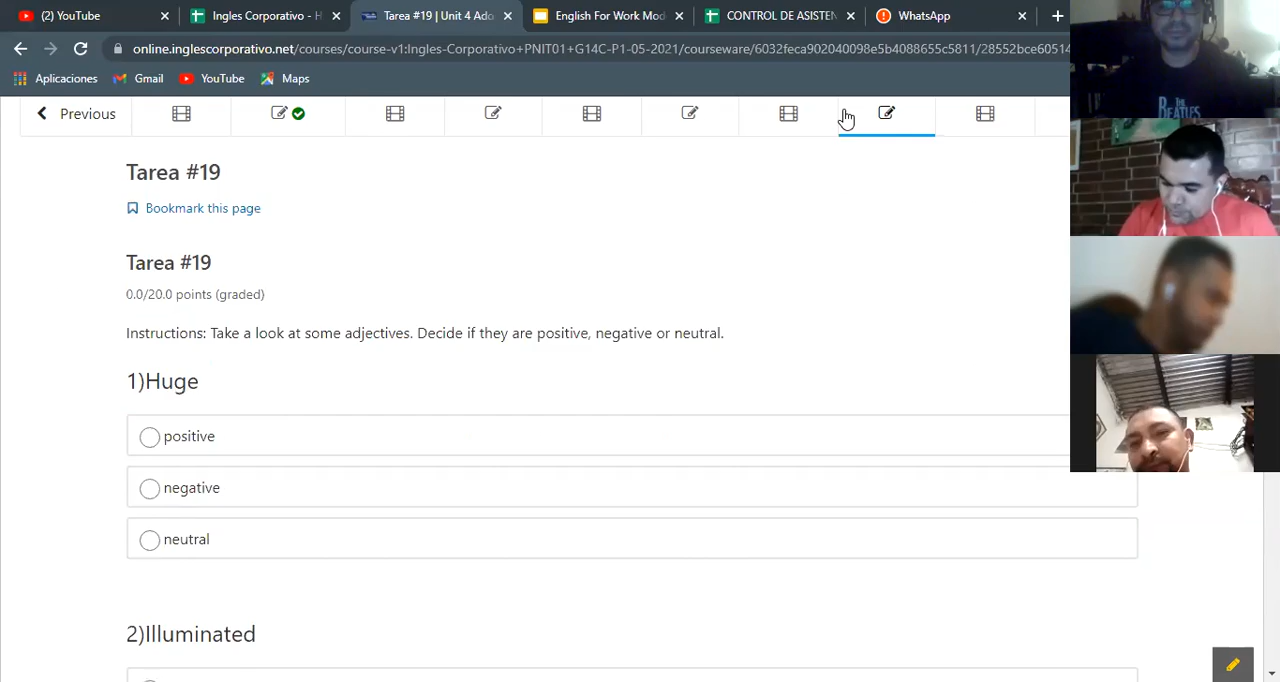 (2) YouTube
Ingles Corporativo - H
Tarea #19 | Unit 4 Ado
English For Work Mod
CONTROL DE ASISTEN
WhatsApp
online.inglescorporativo.net/courses/course-v1:Ingles-Corporativo+PNIT01+G14C-P1-05-2021/courseware/6032feca902040098e5b4088655c5811/28552bce60514
Aplicaciones
Gmail
YouTube
Maps
Previous
Tarea #19
Bookmark this page
Tarea #19
0.0/20.0 points (graded)
Instructions: Take a look at some adjectives. Decide if they are positive, negative or neutral.
1)Huge
positive
negative
neutral
2)Illuminated
BEATLES